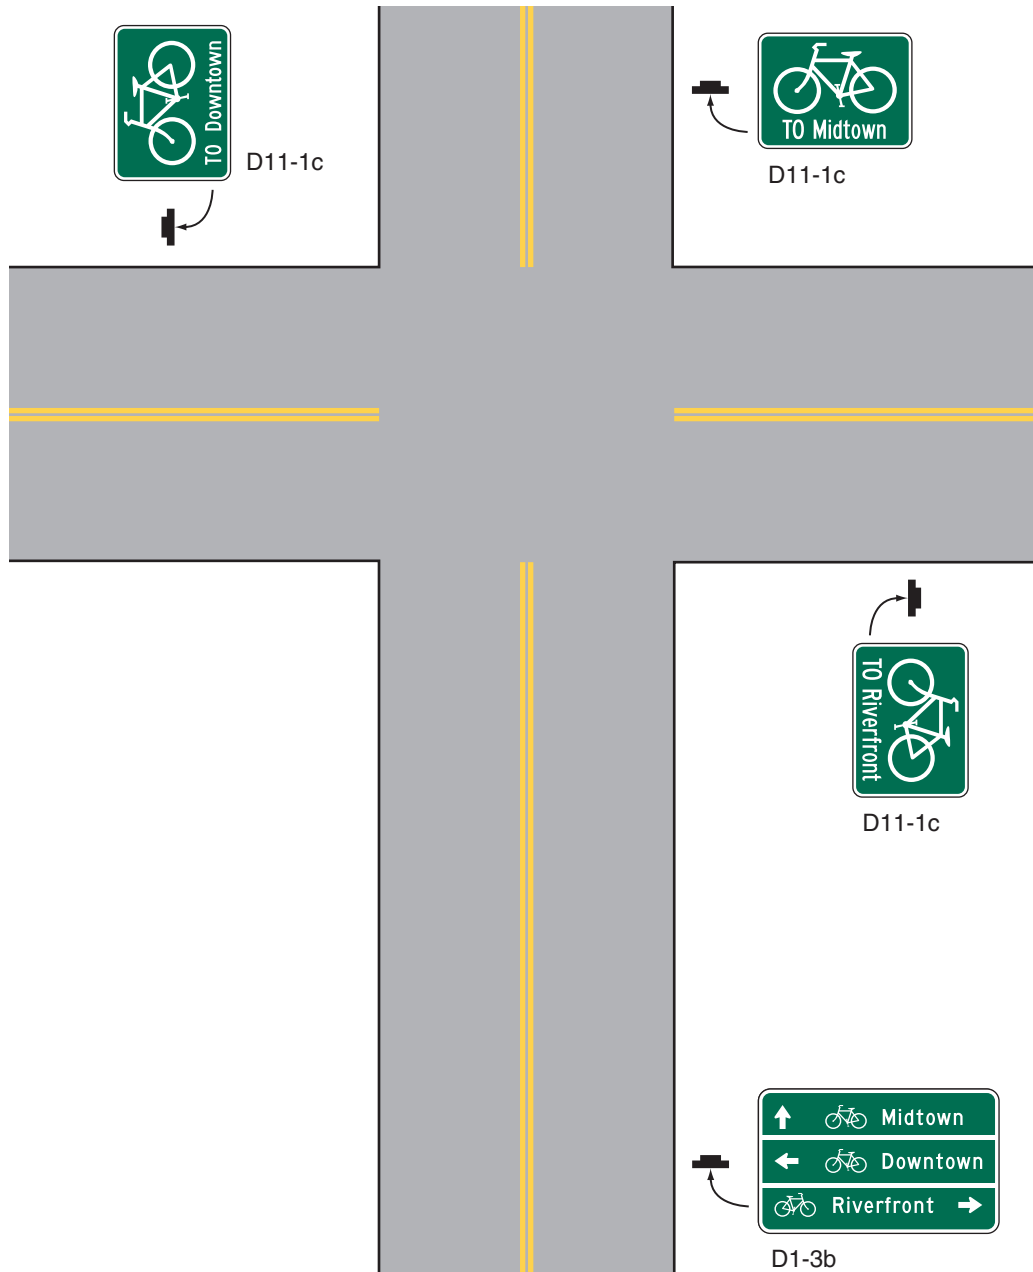 TO Downtown
D11-1c
TO Midtown
D11-1c
TO Riverfront
D11-1c
Midtown
Downtown
Riverfront
D1-3b